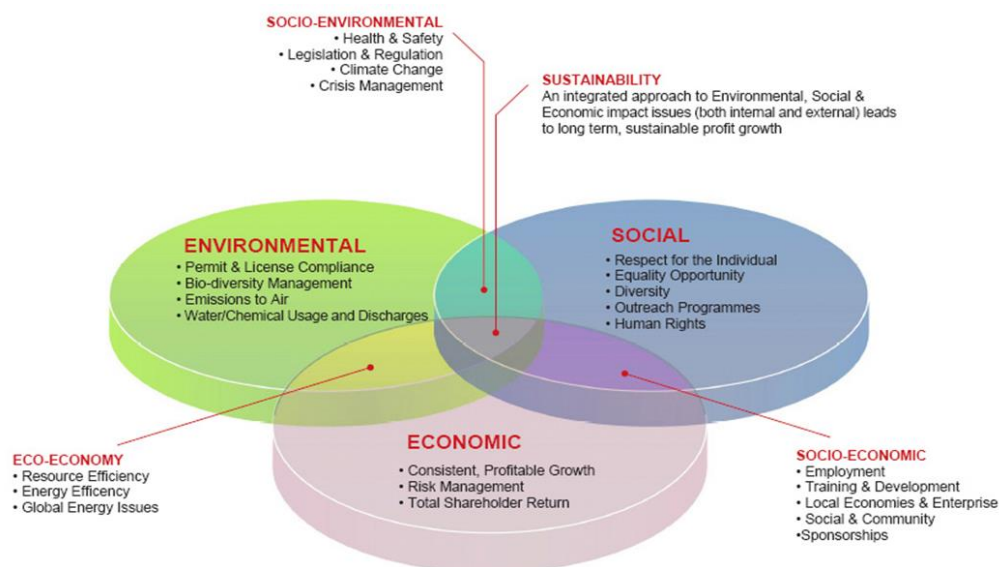 SOCIO-ENVIRONMENTAL
• Health & Safety
• Legislation & Regulation
• Climate Change
• Crisis Management
SUSTAINABILITY
An integrated approach to Environmental, Social &
Economic impact issues (both internal and external) leads
to long term, sustainable profit growth
ENVIRONMENTAL
• Permit & License Compliance
• Bio-diversity Management
• Emissions to Air
• Water/Chemical Usage and Discharges
SOCIAL
• Respect for the Individual
• Equality Opportunity
• Diversity
• Outreach Programmes
• Human Rights
ECONOMIC
• Consistent, Profitable Growth
• Risk Management
• Total Shareholder Return
ECO-ECONOMY
• Resource Efficiency
• Energy Efficency
• Global Energy Issues
SOCIO-ECONOMIC
• Employment
• Training & Development
• Local Economies & Enterprise
• Social & Community
•Sponsorships